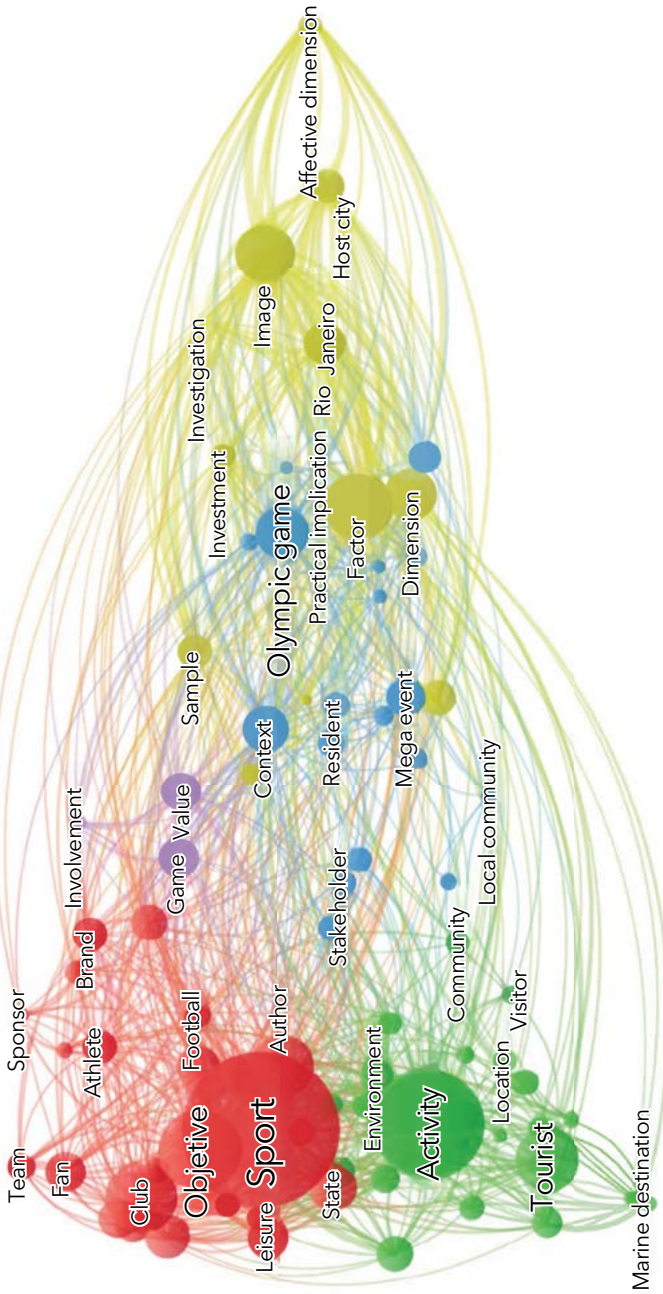 Team
Sponsor
Fan
Athlete
Brand
Involvement
Club
Objetive
Football
Game
Value
Sample
Investment
Investigation
Leisure
Sport
Author
Context
Olympic game
Image
State
Stakeholder
Resident
Practical implication
Rio Janeiro
Host city
Affective dimension
Environment
Factor
Activity
Community
Mega event
Dimension
Location
Visitor
Local community
Tourist
Marine destination